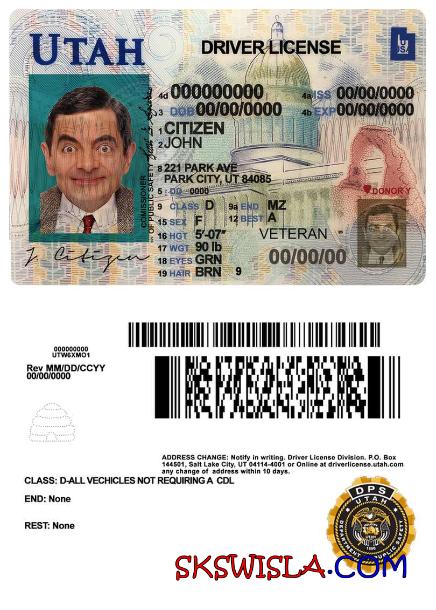 UTAH
DRIVER LICENSE
4d 000000000
4a ISS 00/00/0000
3 DOB 00/00/0000
4b EXP 00/00/0000
1 CITIZEN
2 JOHN
8 221 PARK AVE
PARK CITY, UT 84085
5 : DD 0000
DONOR Y
9 CLASS D 9a END MZ
15 SEX F 12 BEST A
16 HGT 5'-07"
VETERAN
17 WGT 90 lb
00/00/00
18 EYES GRN
19 HAIR BRN 9
COMMISSIONER
OF PUBLIC SAFETY
J Citizen
000000000
UTW6XMO1
Rev MM/DD/CCYY
00/00/0000
ADDRESS CHANGE: Notify in writing. Driver License Division. P.O. Box
144501, Salt Lake City, UT 04114-4001 or Online at driverlicense.utah.com
any change of address within 10 days.
CLASS: D-ALL VECHICLES NOT REQUIRING A CDL
END: None
REST: None
DPS
UTAH
1896
DEPARTMENT PUBLIC SAFETY
SKSWISLA.COM